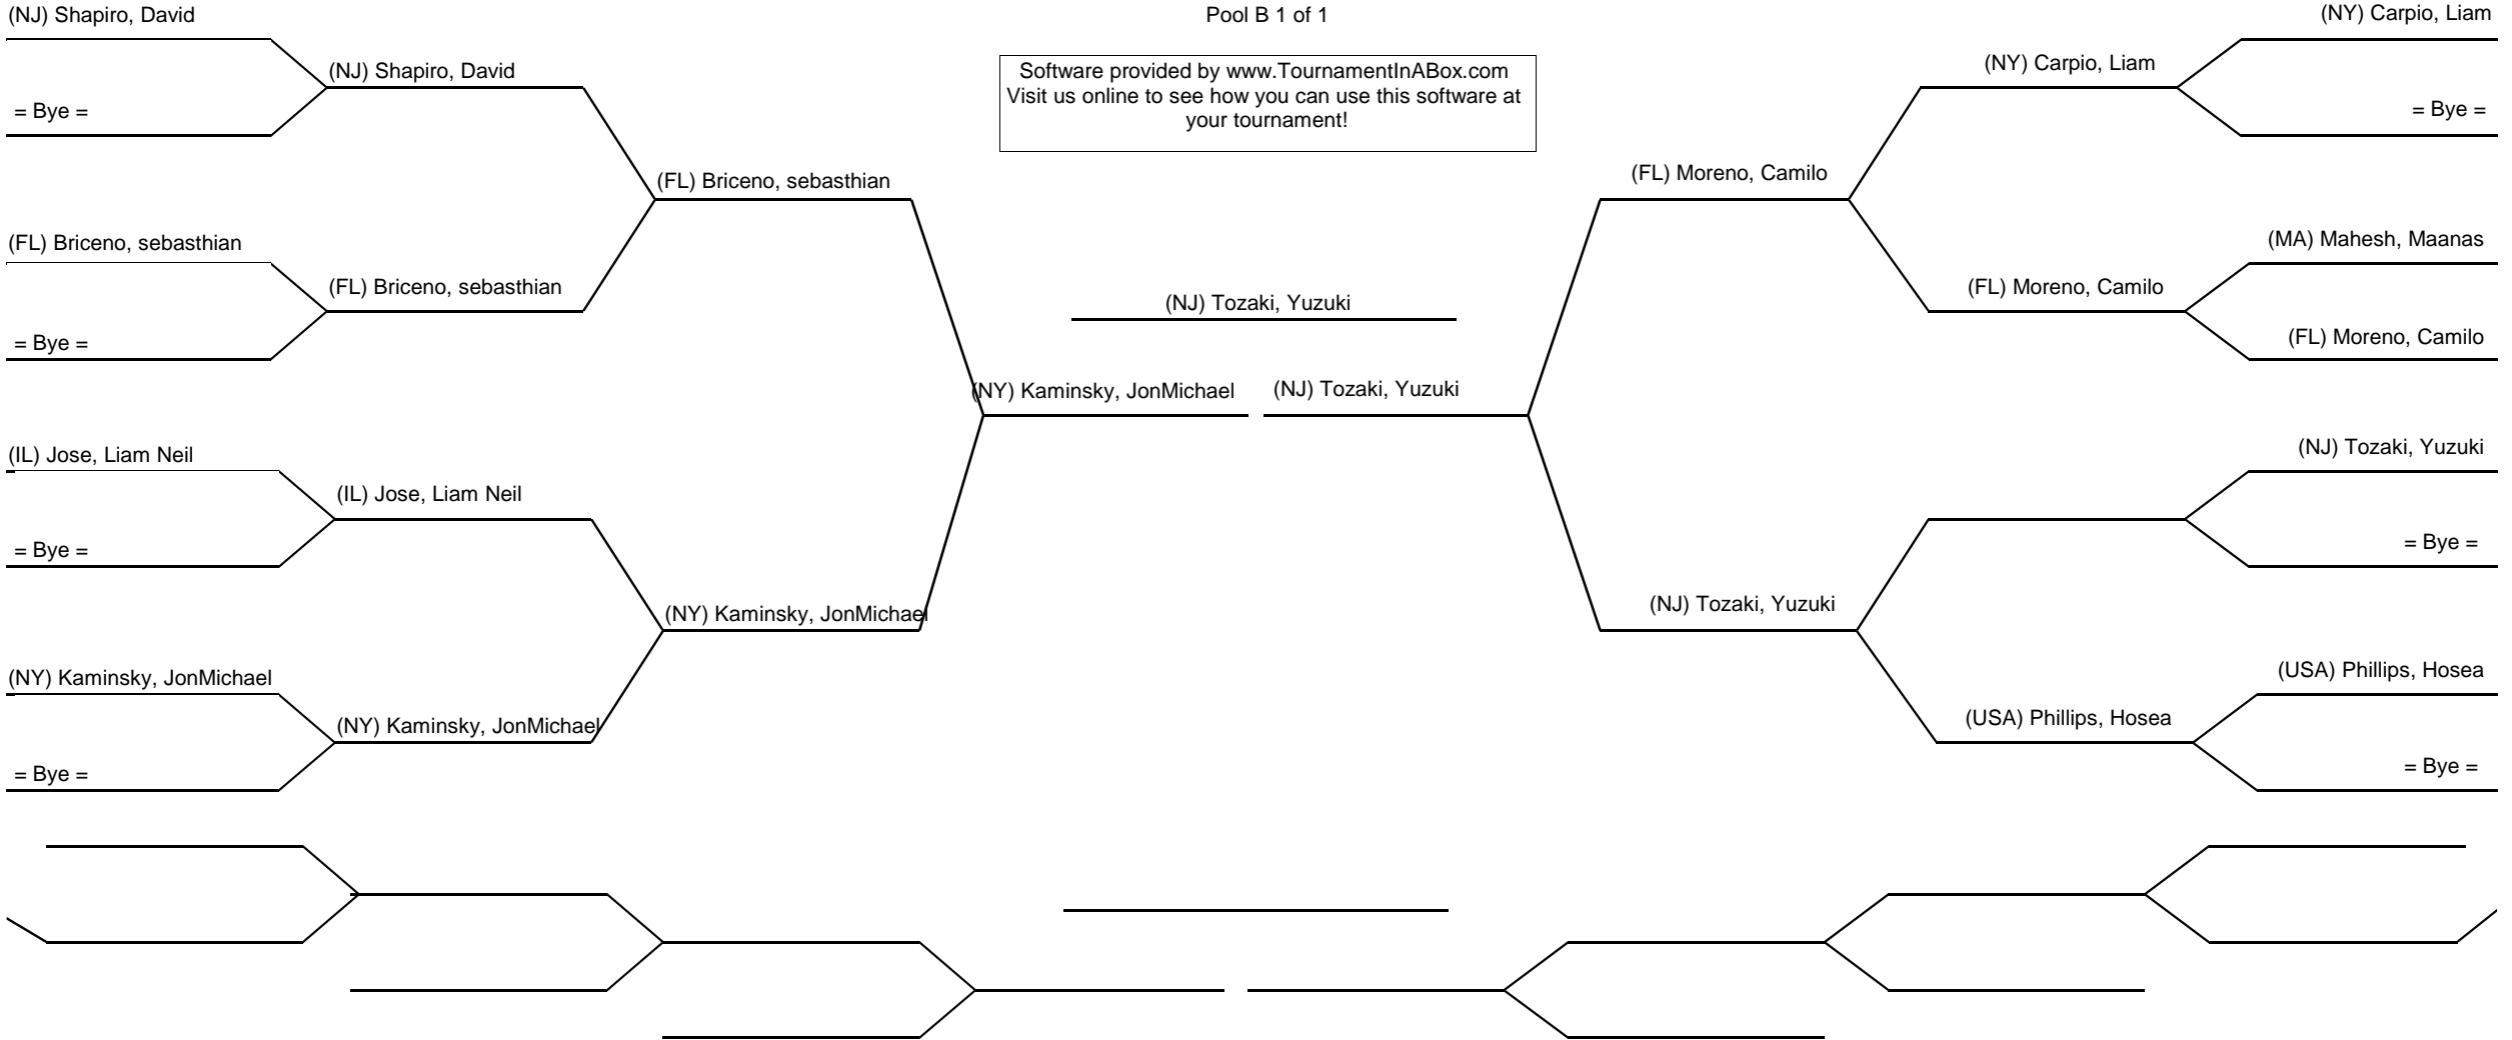 (NJ) Shapiro, David
Pool B 1 of 1
(NY) Carpio, Liam
(NJ) Shapiro, David
Software provided by www.TournamentInABox.com
Visit us online to see how you can use this software at
your tournament!
(NY) Carpio, Liam
= Bye =
= Bye =
(FL) Briceno, sebasthian
(FL) Moreno, Camilo
(FL) Briceno, sebasthian
(MA) Mahesh, Maanas
(FL) Briceno, sebasthian
(NJ) Tozaki, Yuzuki
(FL) Moreno, Camilo
= Bye =
(FL) Moreno, Camilo
(NY) Kaminsky, JonMichael
(NJ) Tozaki, Yuzuki
(IL) Jose, Liam Neil
(NJ) Tozaki, Yuzuki
(IL) Jose, Liam Neil
= Bye =
= Bye =
(NY) Kaminsky, JonMichael
(NJ) Tozaki, Yuzuki
(NY) Kaminsky, JonMichael
(USA) Phillips, Hosea
(NY) Kaminsky, JonMichael
(USA) Phillips, Hosea
= Bye =
= Bye =